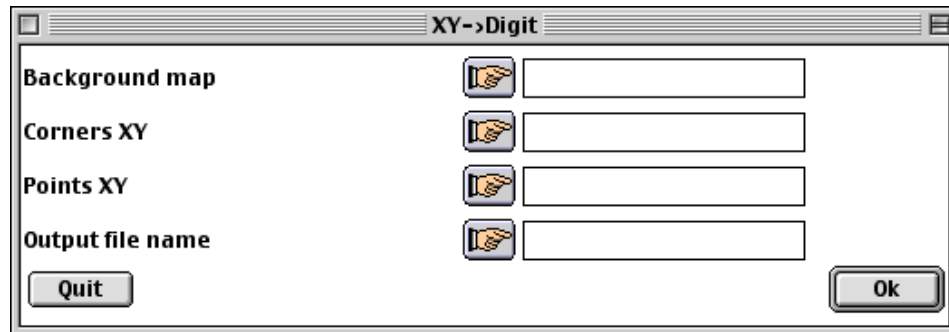 XY->Digit
Background map
Corners XY
Points XY
Output file name
Quit Ok